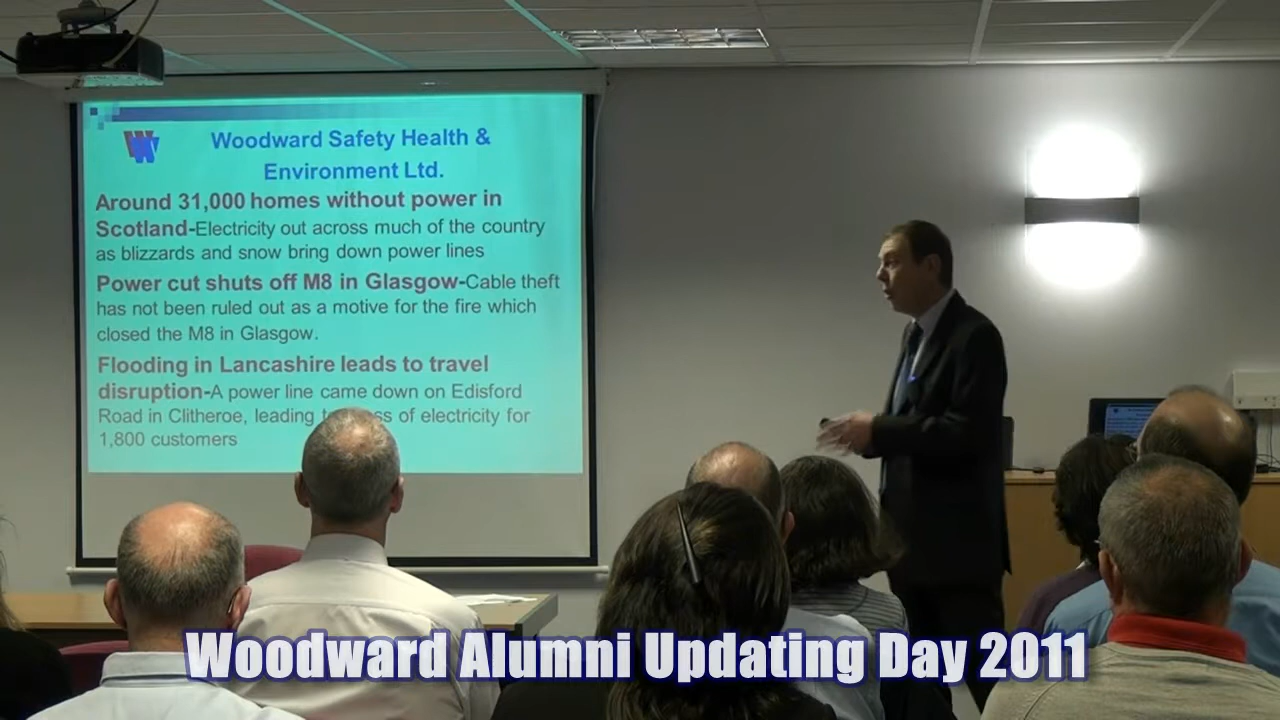 Woodward Safety Health &
Environment Ltd.
Around 31,000 homes without power in
Scotland-Electricity out across much of the country
as blizzards and snow bring down power lines
Power cut shuts off M8 in Glasgow-Cable theft
has not been ruled out as a motive for the fire which
closed the M8 in Glasgow.
Flooding in Lancashire leads to travel
disruption-A power line came down on Edisford
Road in Clitheroe, leading of electricity for
1,800 customers
Woodward Alumni Updating Day 2011